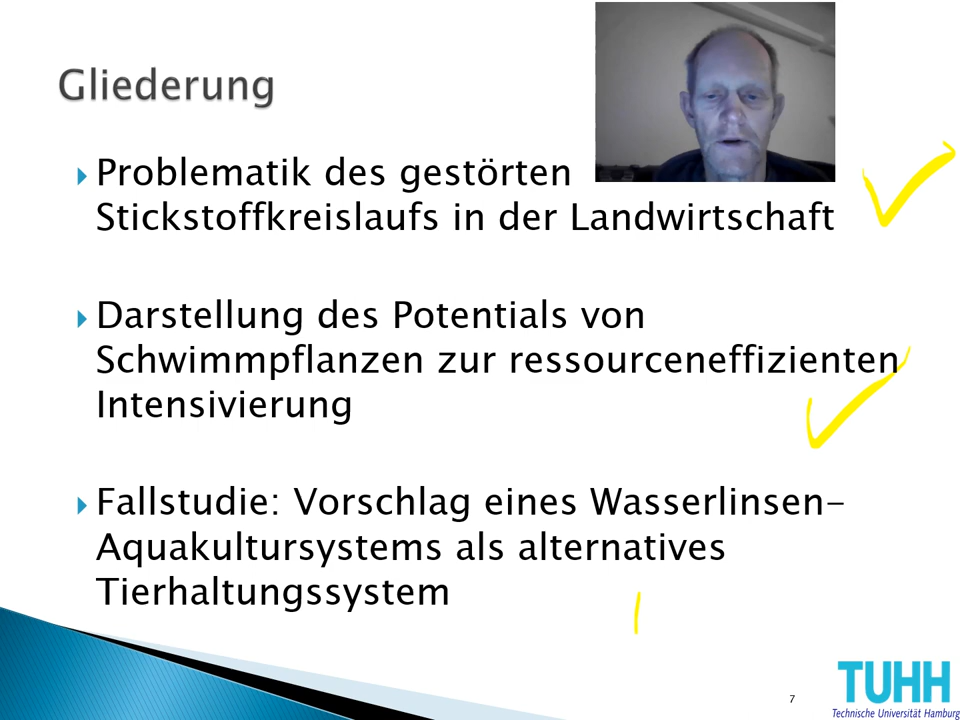 Gliederung
Problematik des gestörten
Stickstoffkreislaufs in der Landwirtschaft
Darstellung des Potentials von
Schwimmpflanzen zur ressourceneffizienten
Intensivierung
Fallstudie: Vorschlag eines Wasserlinsen-
Aquakultursystems als alternatives
Tierhaltungssystem
7
TUHH
Technische Universität Hamburg